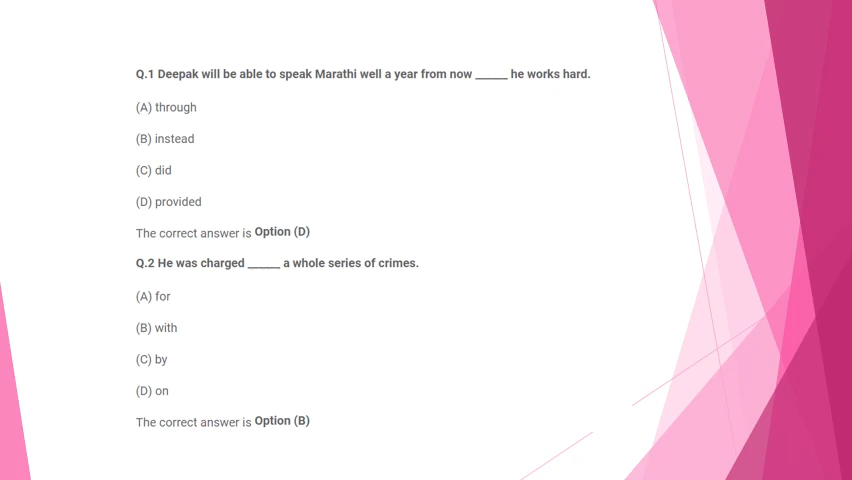 Q.1 Deepak will be able to speak Marathi well a year from now _____ he works hard.
(A) through
(B) instead
(C) did
(D) provided
The correct answer is Option (D)
Q.2 He was charged _____ a whole series of crimes.
(A) for
(B) with
(C) by
(D) on
The correct answer is Option (B)